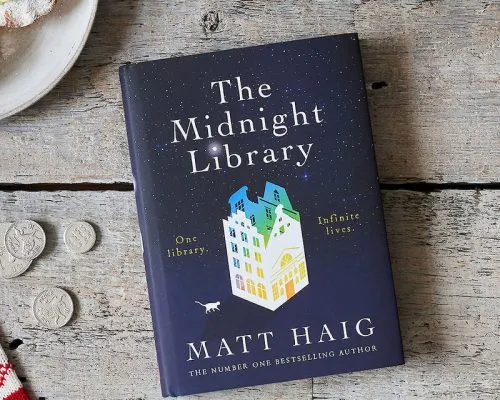 The
Midnight
Library
One
library.
Infinite
lives.
MATT HAIG
THE NUMBER ONE BESTSELLING AUTHOR